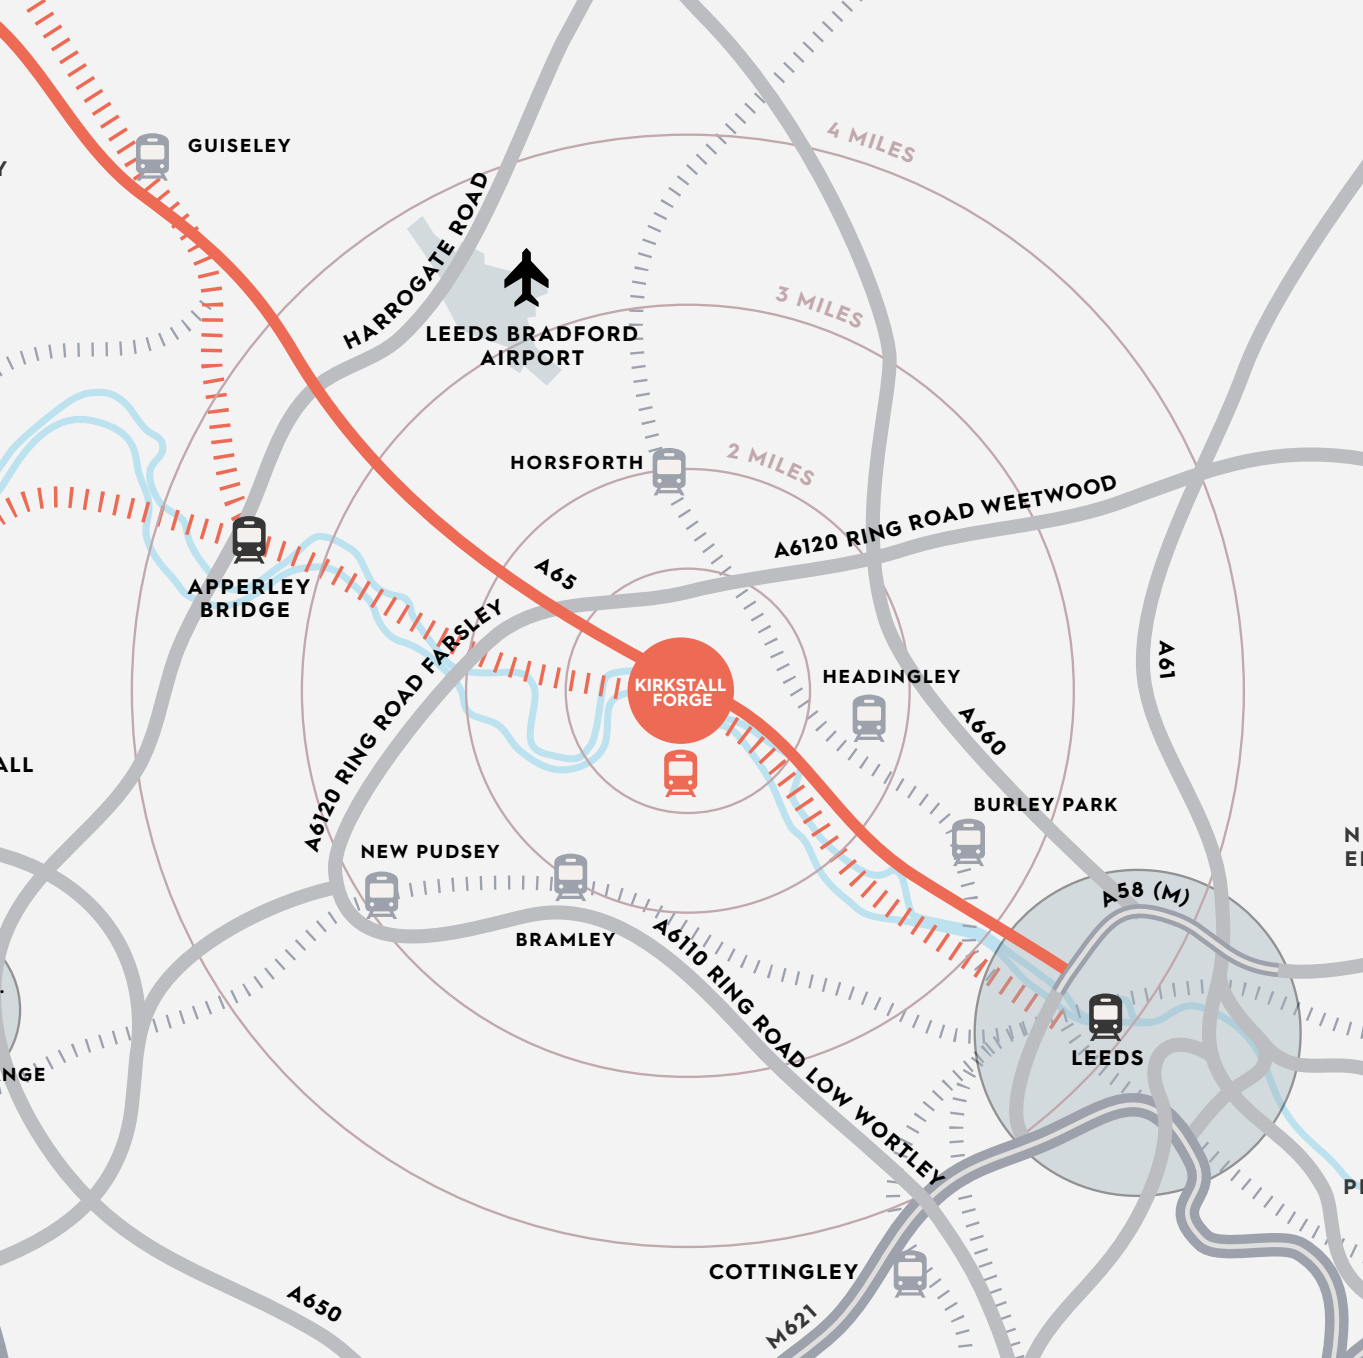 4 MILES
GUISELEY
HARROGATE ROAD
3 MILES
LEEDS BRADFORD
AIRPORT
2 MILES
HORSFORTH
A6120 RING ROAD WEETWOOD
A65
APPERLEY
BRIDGE
A6120 RING ROAD FARSLEY
KIRKSTALL
FORGE
HEADINGLEY
A61
A660
ALL
BURLEY PARK
NEW PUDSEY
A58 (M)
BRAMLEY
A6110 RING ROAD LOW WORTLEY
LEEDS
NGE
COTTINGLEY
A650
M621